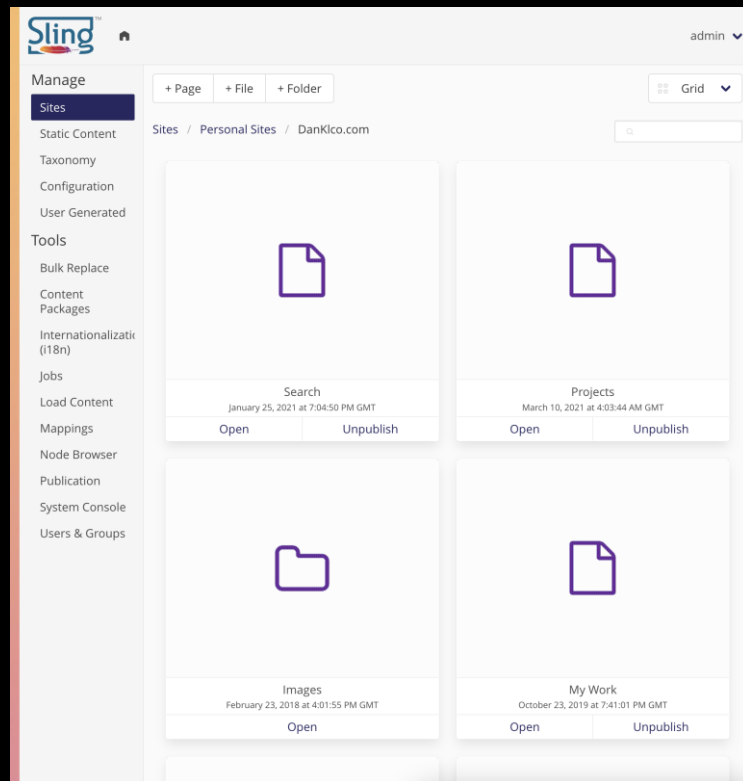 Sling™
admin
Manage
Sites
Static Content
Taxonomy
Configuration
User Generated
Tools
Bulk Replace
Content
Packages
Internationalizatic
(i18n)
Jobs
Load Content
Mappings
Node Browser
Publication
System Console
Users & Groups
+ Page + File + Folder
Grid
Sites / Personal Sites / DanKlco.com
Search
January 25, 2021 at 7:04:50 PM GMT
Open Unpublish
Projects
March 10, 2021 at 4:03:44 AM GMT
Open Unpublish
Images
February 23, 2018 at 4:01:55 PM GMT
Open
My Work
October 23, 2019 at 7:41:01 PM GMT
Open Unpublish